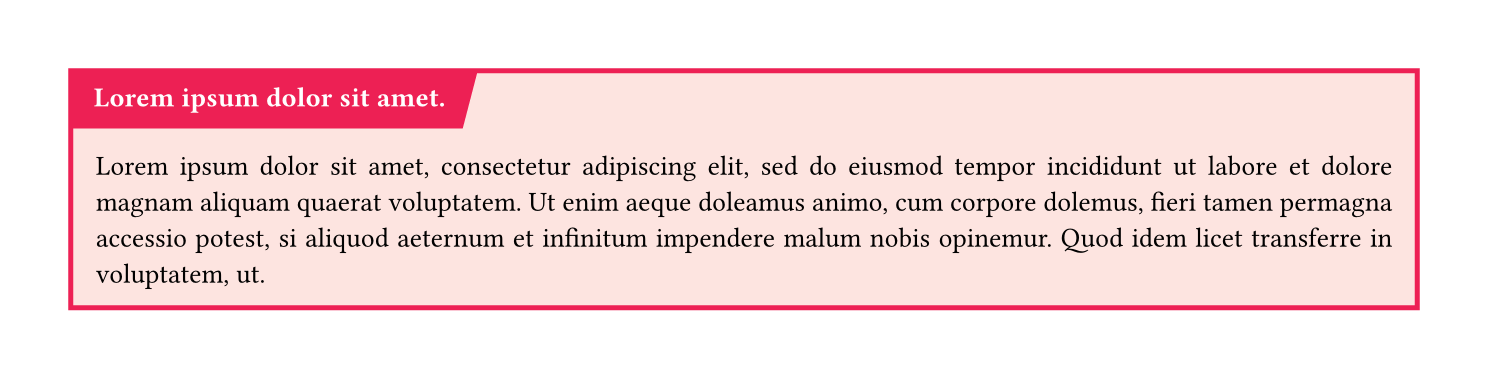 Lorem ipsum dolor sit amet.
Lorem ipsum dolor sit amet, consectetur adipiscing elit, sed do eiusmod tempor incididunt ut labore et dolore
magnam aliquam quaerat voluptatem. Ut enim aeque doleamus animo, cum corpore dolemus, fieri tamen permagna
accessio potest, si aliquod aeternum et infinitum impendere malum nobis opinemur. Quod idem licet transferre in
voluptatem, ut.